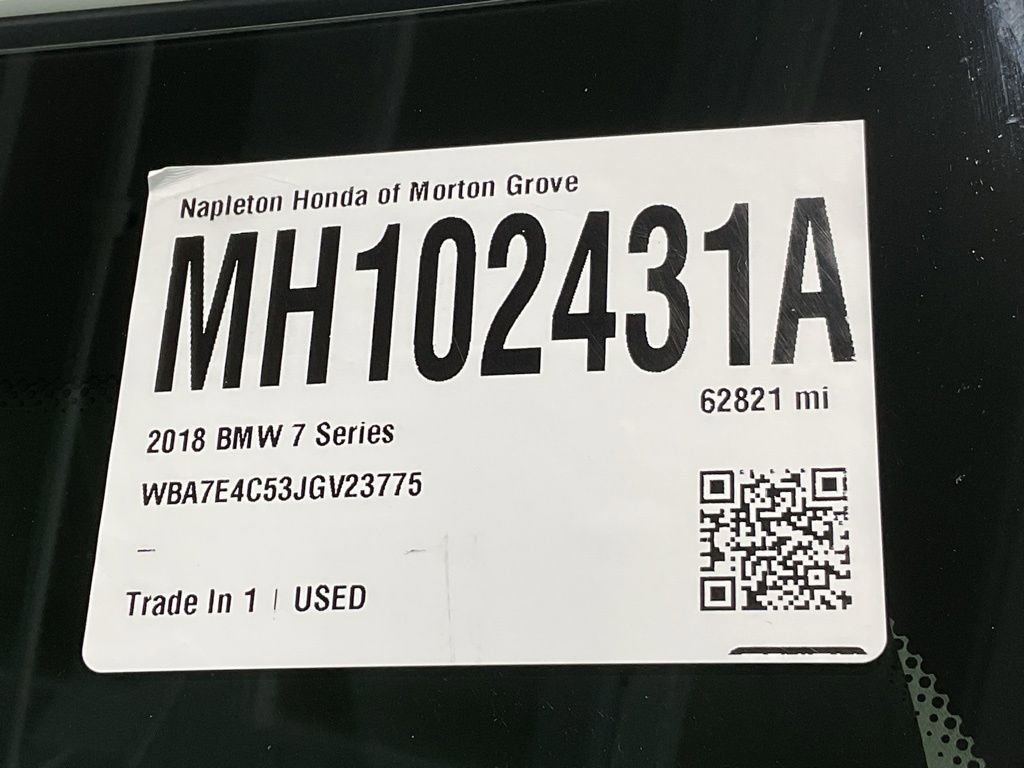 Napleton Honda of Morton Grove
MH102431A
62821 mi
2018 BMW 7 Series
WBA7E4C53JGV23775
–
Trade In 1 | USED